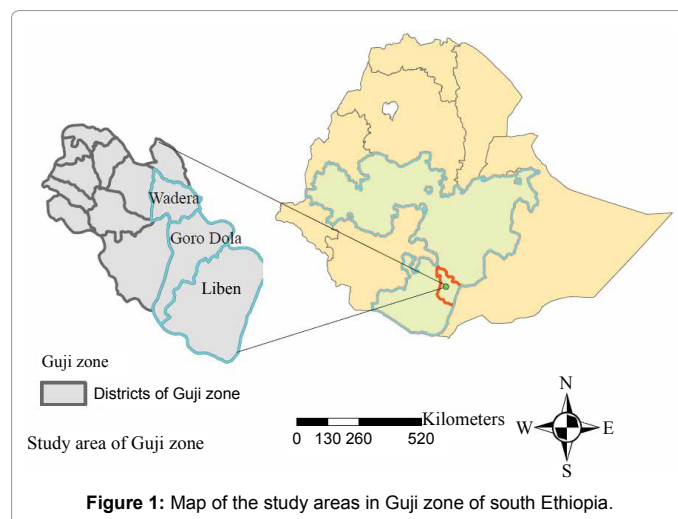 Wadera
Goro Dola
Liben
Guji zone
Districts of Guji zone
Study area of Guji zone
Kilometers
0 130 260 520
N
W E
S
Figure 1: Map of the study areas in Guji zone of south Ethiopia.